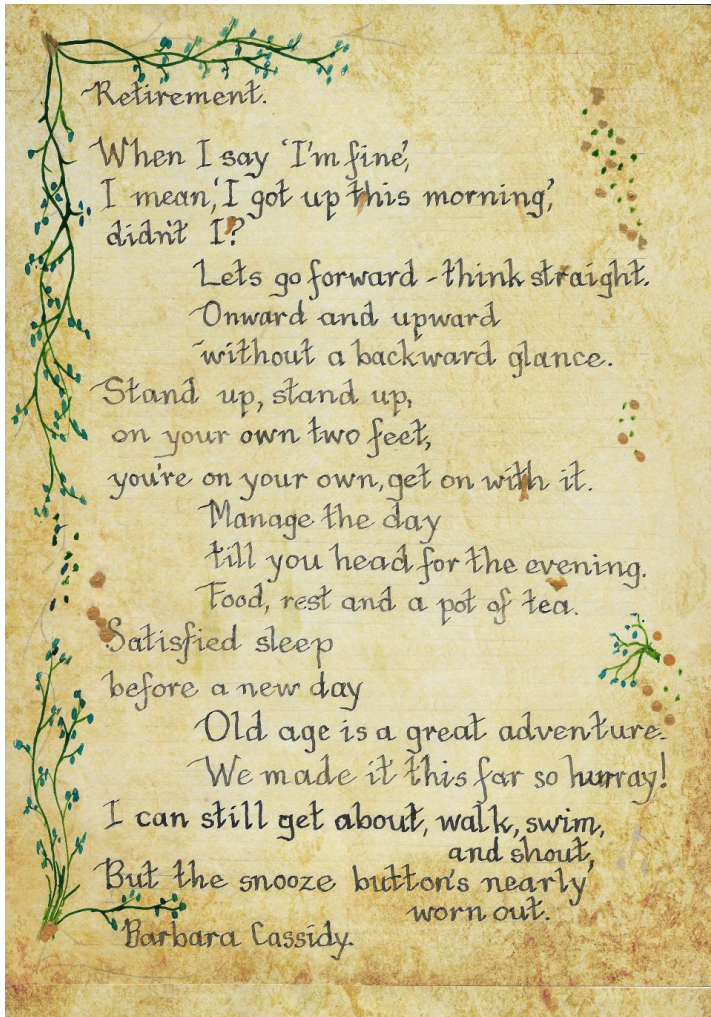 Retirement.
When I say 'I'm fine',
I mean, 'I got up this morning,'
didn't I?
Lets go forward - think straight.
Onward and upward
without a backward glance.
Stand up, stand up,
on your own two feet,
you're on your own, get on with it.
Manage the day
till you head for the evening.
Food, rest and a pot of tea.
Satisfied sleep
before a new day
Old age is a great adventure.
We made it this far so hurray!
I can still get about, walk, swim,
and shout,
But the snooze button's nearly
worn out.
Barbara Cassidy.